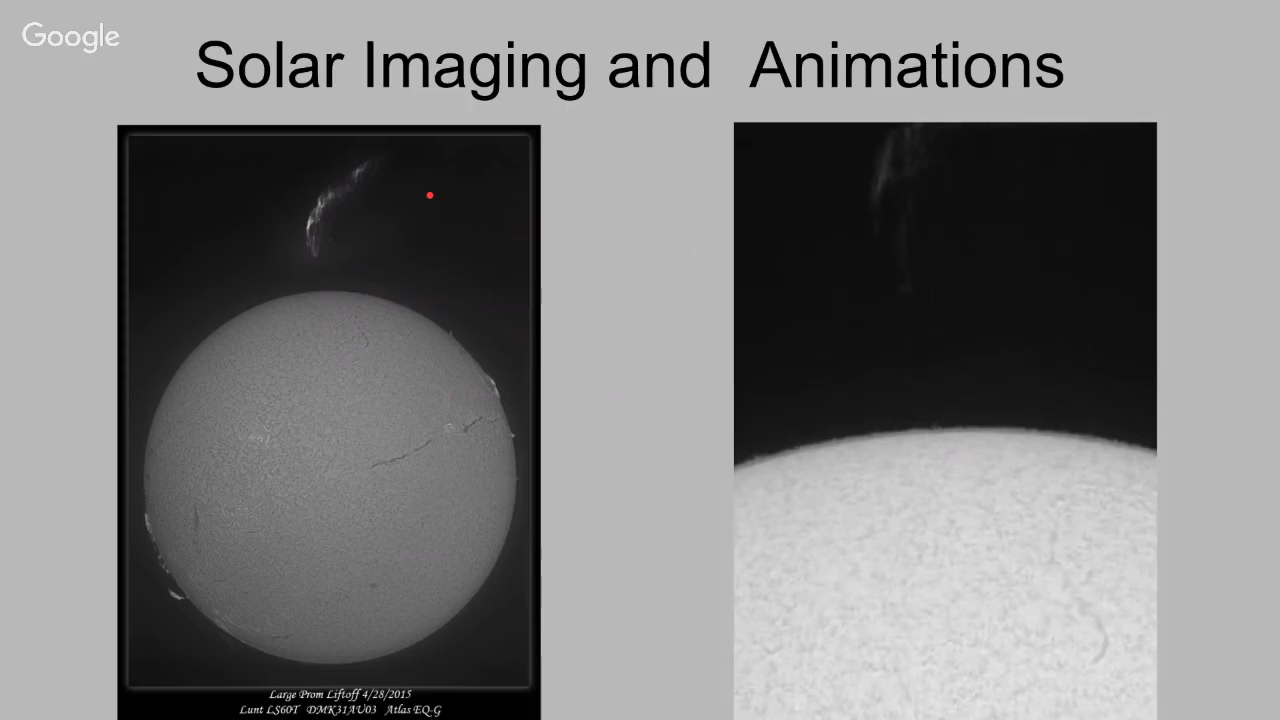 Google
Solar Imaging and Animations
Large Prom Liftoff 4/28/2015
Lunt LS60T DMK31AU03 Atlas EQ-G